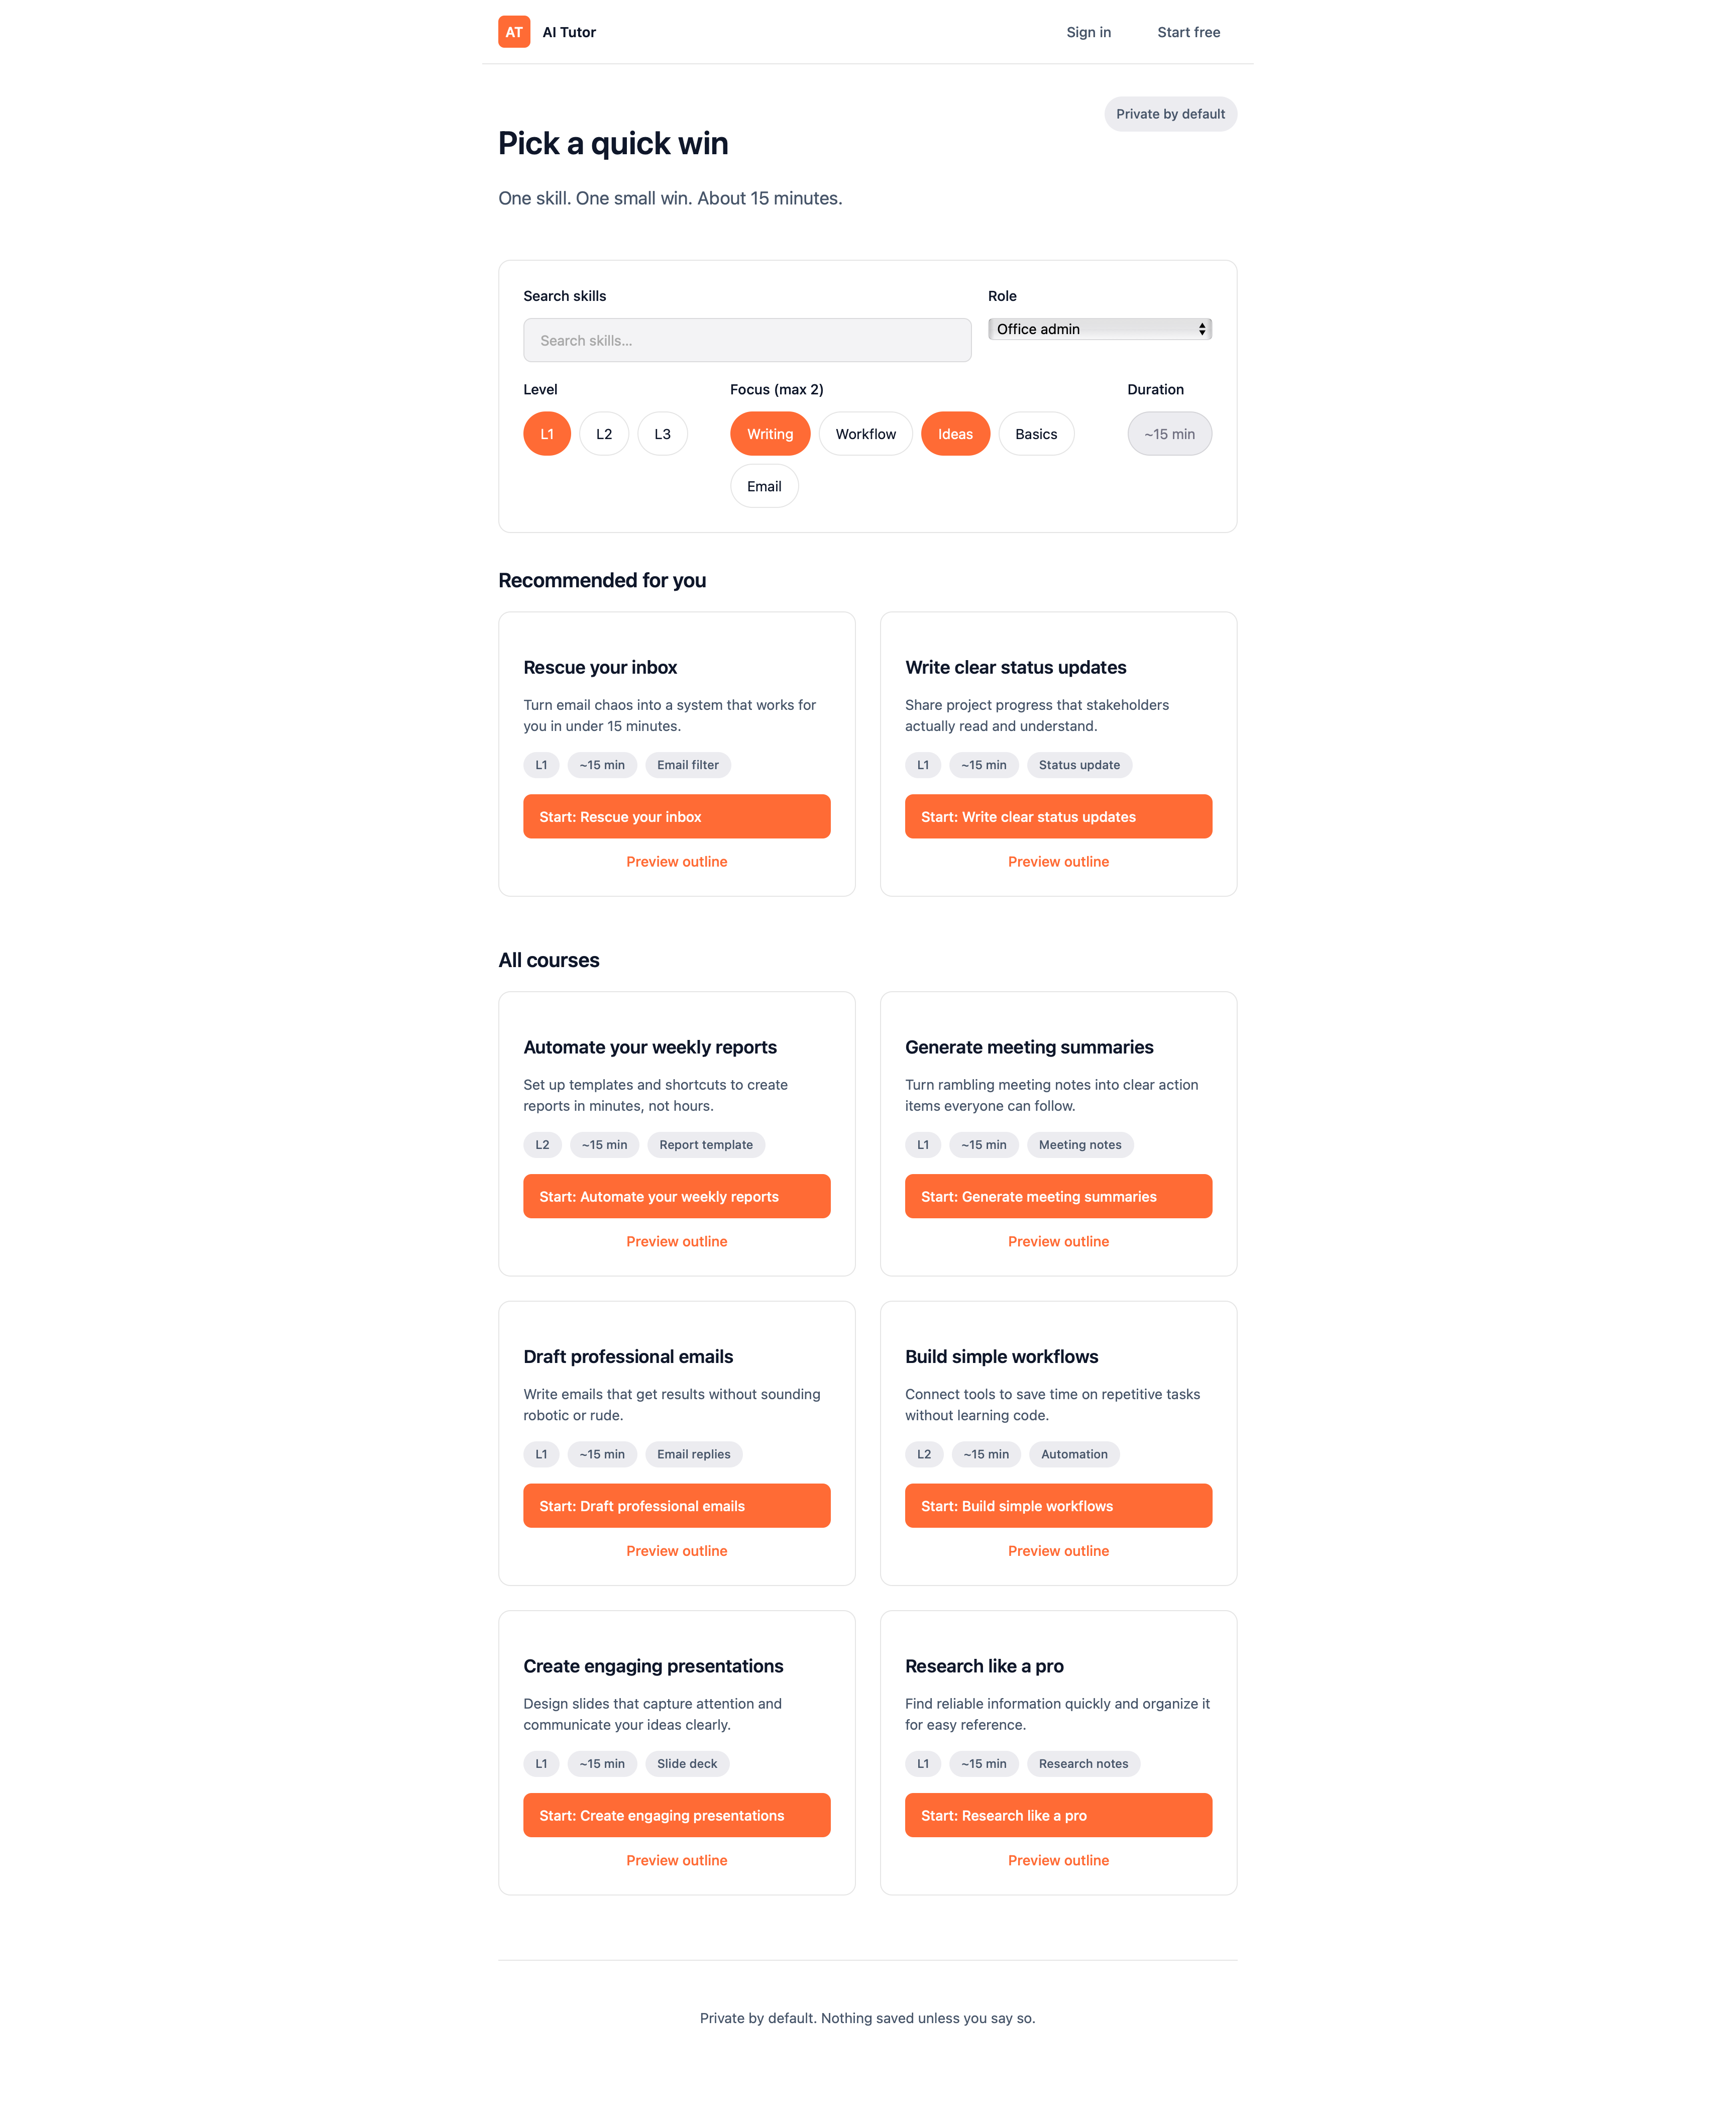 AT AI Tutor Sign in Start free
Private by default
Pick a quick win
One skill. One small win. About 15 minutes.
Search skills Role
Search skills... Office admin
Level Focus (max 2) Duration
L1 L2 L3 Writing Workflow Ideas Basics ~15 min
Email
Recommended for you
Rescue your inbox
Turn email chaos into a system that works for
you in under 15 minutes.
L1 ~15 min Email filter
Start: Rescue your inbox
Preview outline
Write clear status updates
Share project progress that stakeholders
actually read and understand.
L1 ~15 min Status update
Start: Write clear status updates
Preview outline
All courses
Automate your weekly reports
Set up templates and shortcuts to create
reports in minutes, not hours.
L2 ~15 min Report template
Start: Automate your weekly reports
Preview outline
Generate meeting summaries
Turn rambling meeting notes into clear action
items everyone can follow.
L1 ~15 min Meeting notes
Start: Generate meeting summaries
Preview outline
Draft professional emails
Write emails that get results without sounding
robotic or rude.
L1 ~15 min Email replies
Start: Draft professional emails
Preview outline
Build simple workflows
Connect tools to save time on repetitive tasks
without learning code.
L2 ~15 min Automation
Start: Build simple workflows
Preview outline
Create engaging presentations
Design slides that capture attention and
communicate your ideas clearly.
L1 ~15 min Slide deck
Start: Create engaging presentations
Preview outline
Research like a pro
Find reliable information quickly and organize it
for easy reference.
L1 ~15 min Research notes
Start: Research like a pro
Preview outline
Private by default. Nothing saved unless you say so.